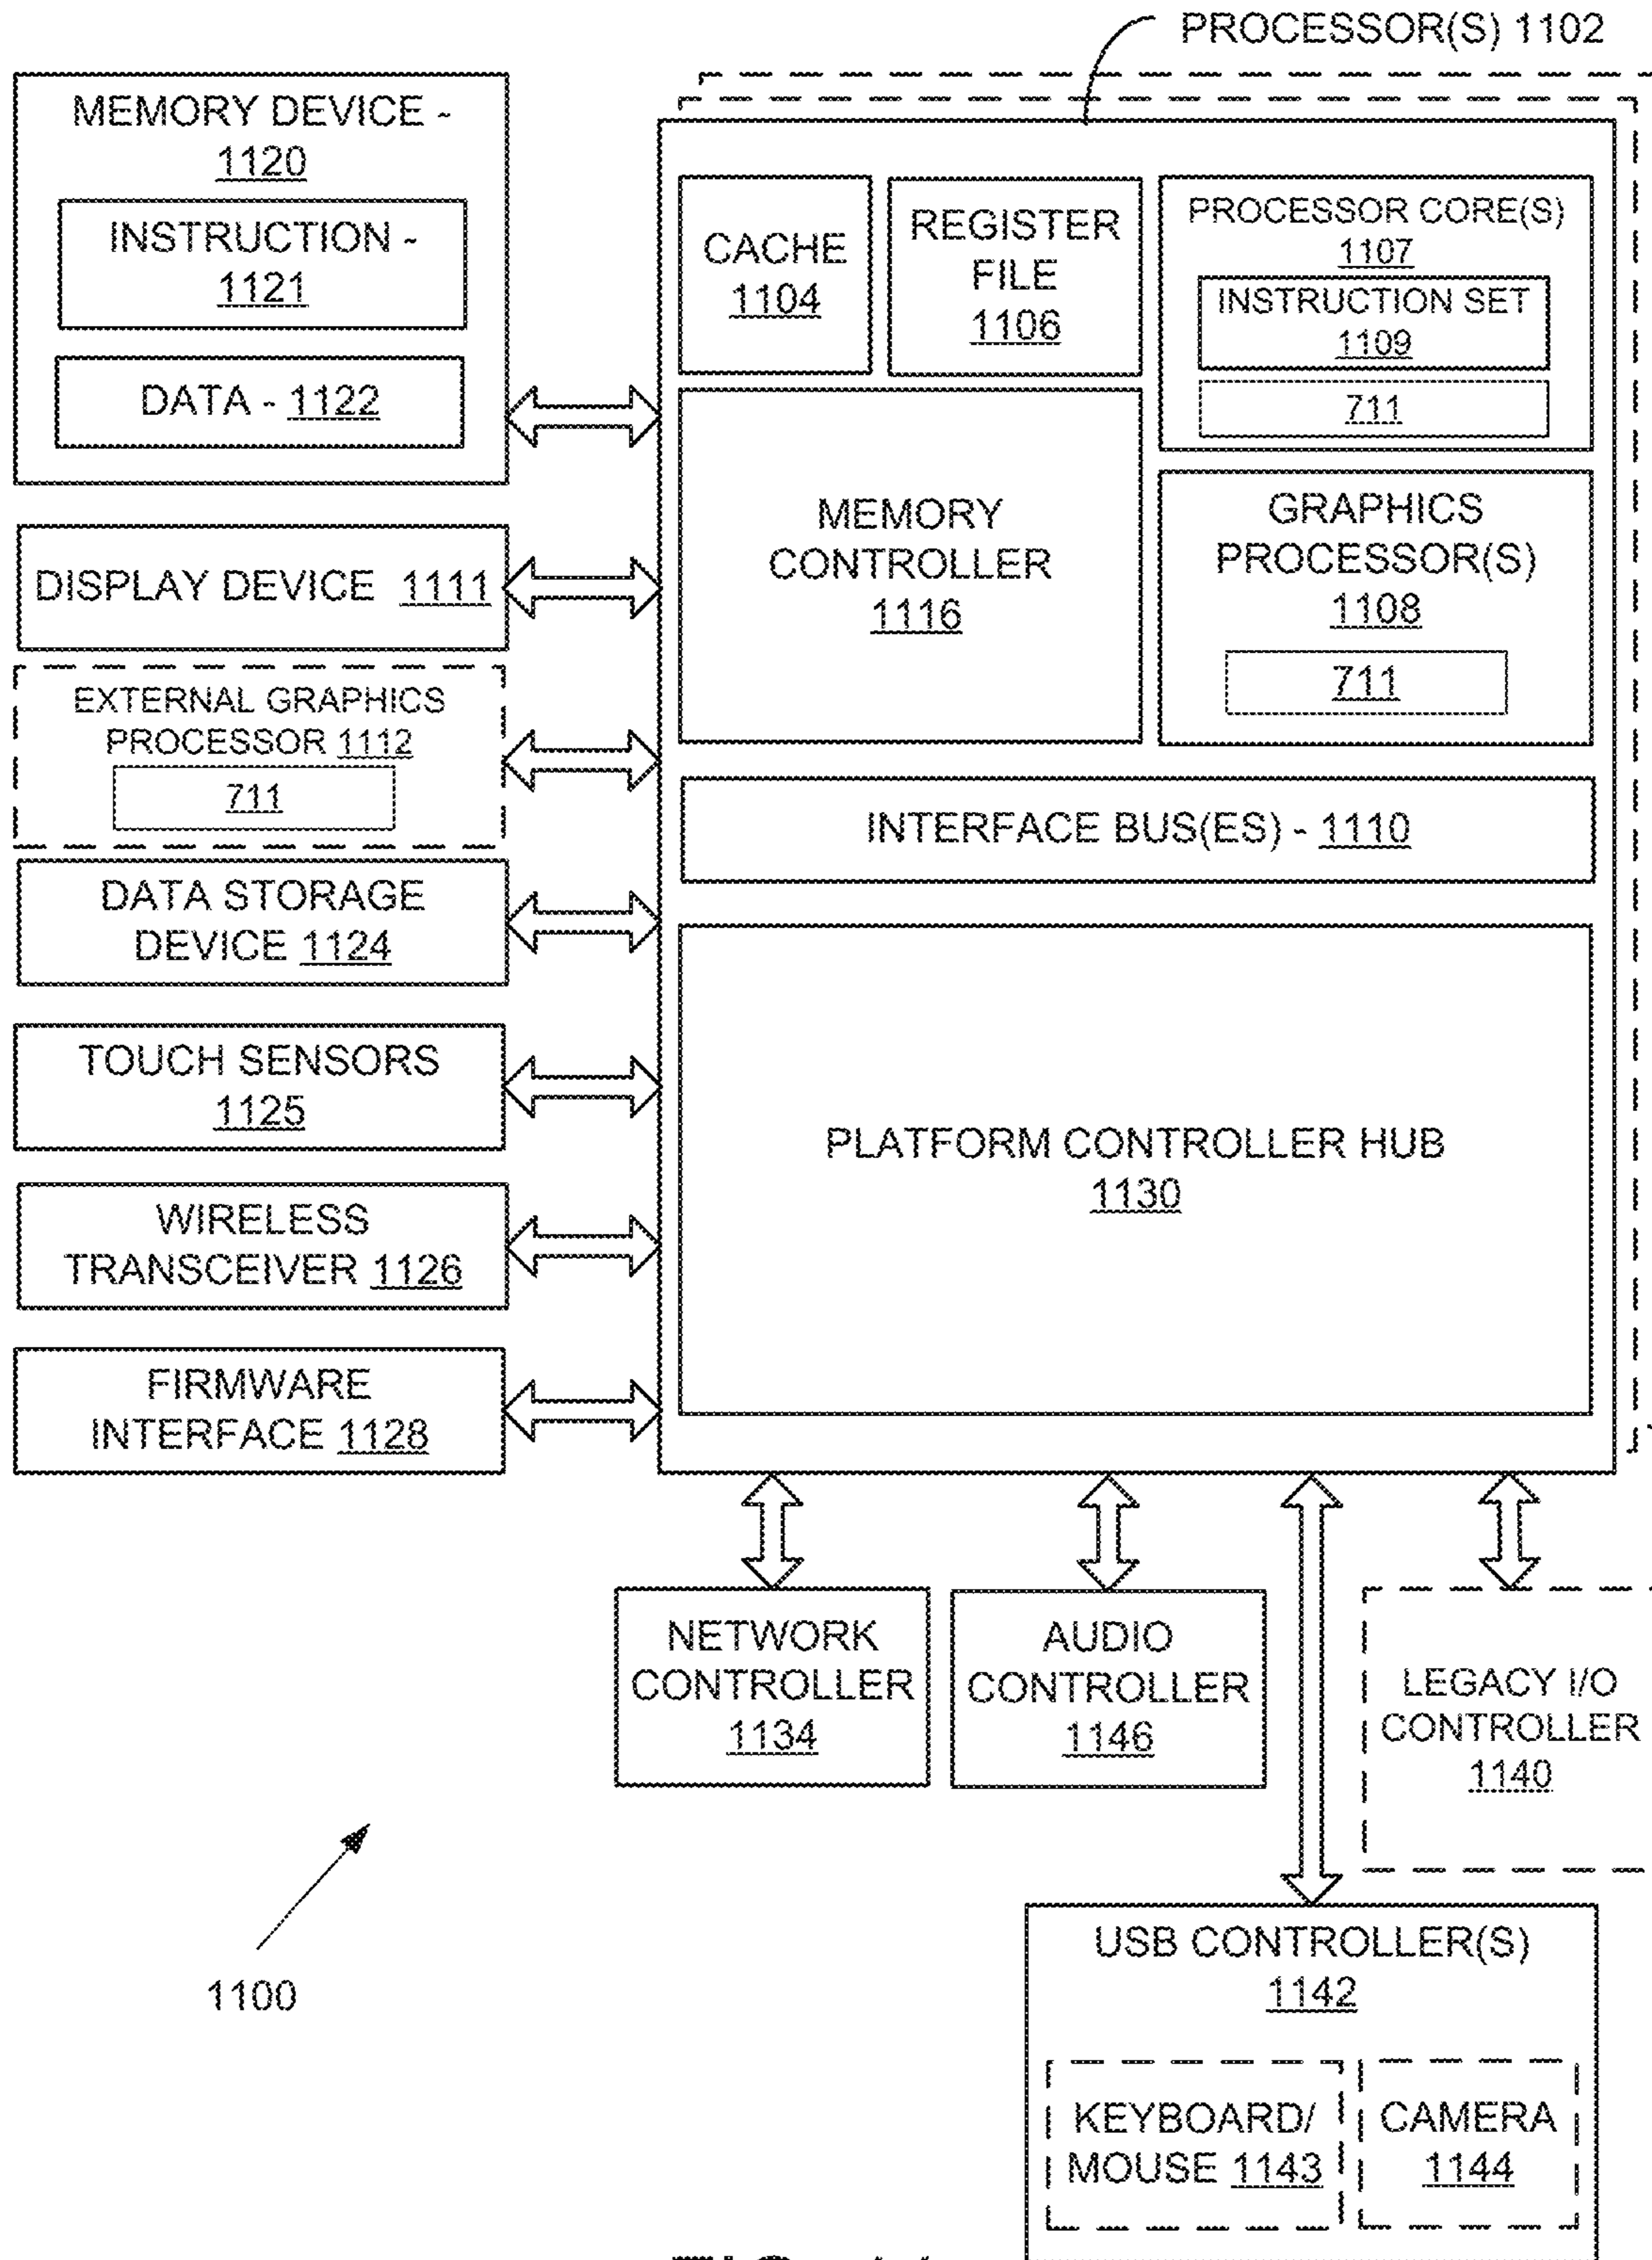 PROCESSOR(S) 1102
MEMORY DEVICE -
1120
INSTRUCTION -
1121
DATA - 1122
DISPLAY DEVICE 1111
EXTERNAL GRAPHICS
PROCESSOR 1112
711
DATA STORAGE
DEVICE 1124
TOUCH SENSORS
1125
WIRELESS
TRANSCEIVER 1126
FIRMWARE
INTERFACE 1128
CACHE
1104
REGISTER
FILE
1106
PROCESSOR CORE(S)
1107
INSTRUCTION SET
1109
711
MEMORY
CONTROLLER
1116
GRAPHICS
PROCESSOR(S)
1108
711
INTERFACE BUS(ES) - 1110
PLATFORM CONTROLLER HUB
1130
NETWORK
CONTROLLER
1134
AUDIO
CONTROLLER
1146
LEGACY I/O
CONTROLLER
1140
1100
USB CONTROLLER(S)
1142
KEYBOARD/
MOUSE 1143
CAMERA
1144